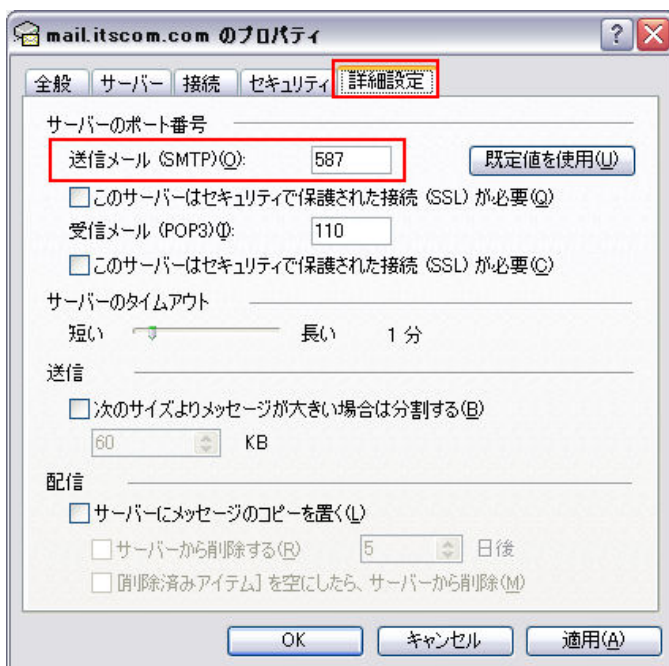 mail.itscom.com のプロパティ
全般 サーバー 接続 セキュリティ 詳細設定
サーバーのポート番号
送信メール (SMTP)(O): 587 既定値を使用(U)
このサーバーはセキュリティで保護された接続 (SSL) が必要(Q)
受信メール (POP3)(I): 110
このサーバーはセキュリティで保護された接続 (SSL) が必要(C)
サーバーのタイムアウト
短い 長い 1 分
送信
次のサイズよりメッセージが大きい場合は分割する(B)
60 KB
配信
サーバーにメッセージのコピーを置く(L)
サーバーから削除する(R) 5 日後
[削除済みアイテム] を空にしたら、サーバーから削除(M)
OK キャンセル 適用(A)